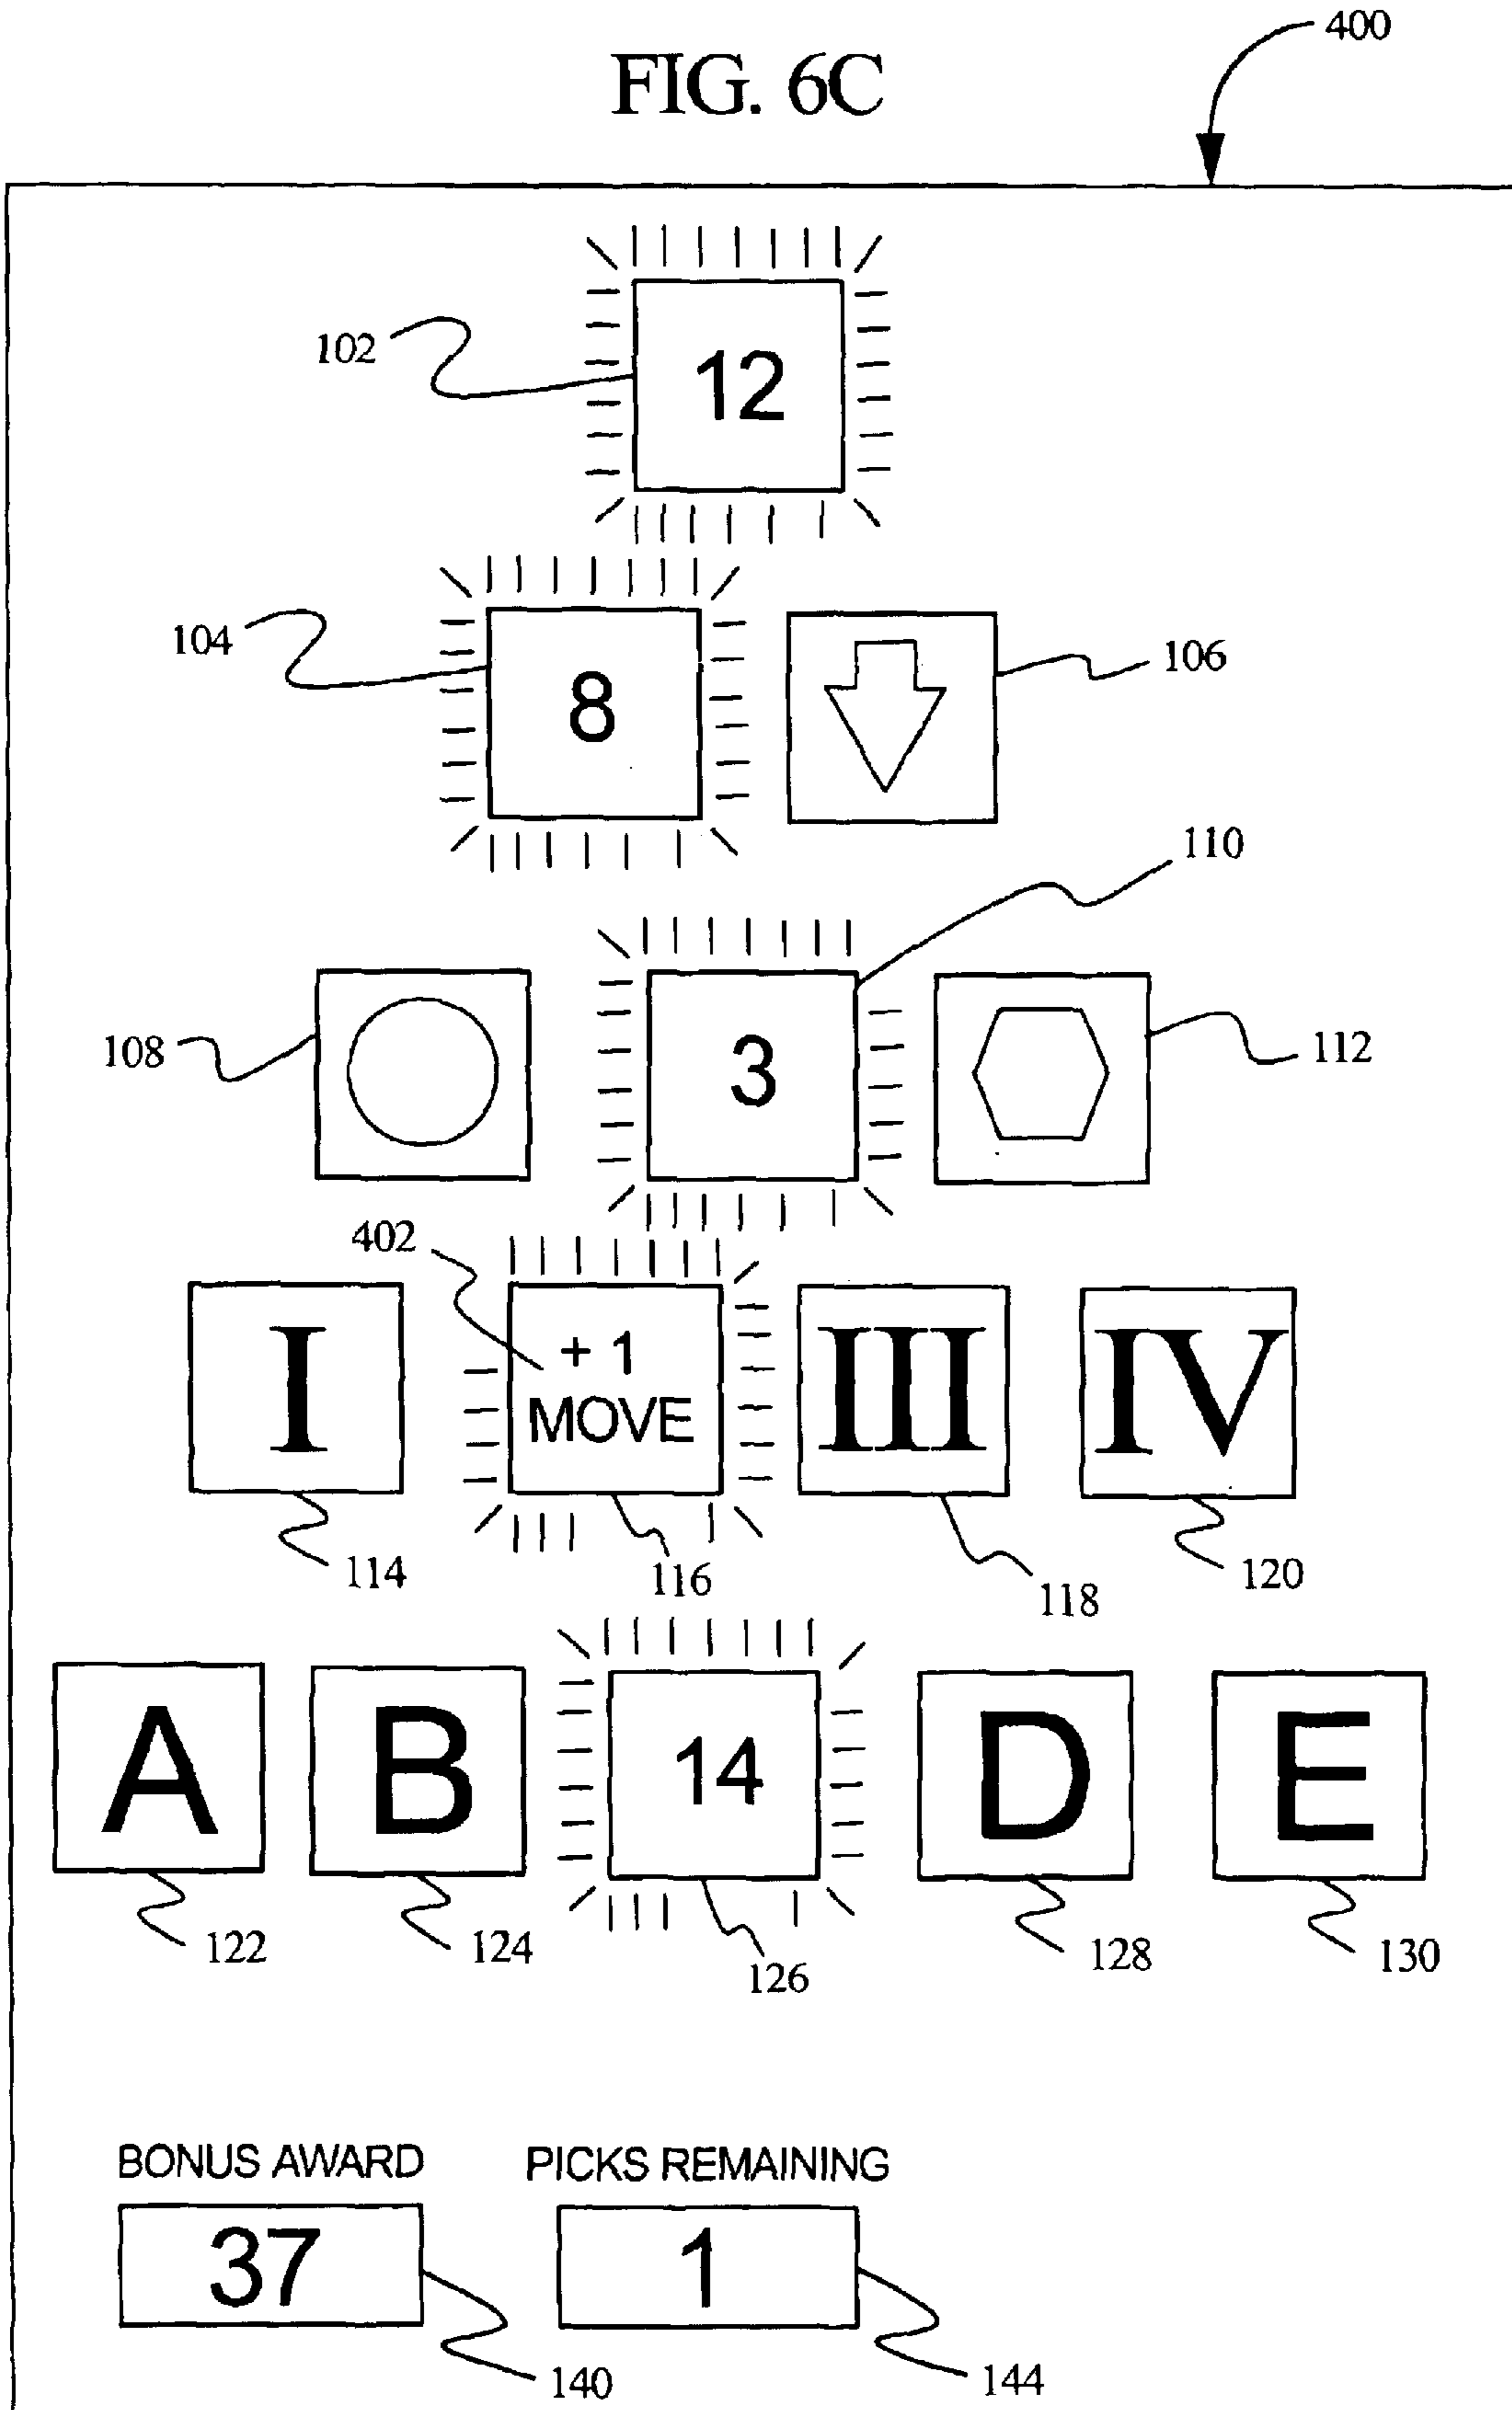 400
FIG. 6C
102
12
104
8
106
110
108
3
112
402
I
+ 1
MOVE
III
IV
114
116
118
120
A
B
14
D
E
122
124
126
128
130
BONUS AWARD
PICKS REMAINING
37
1
140
144